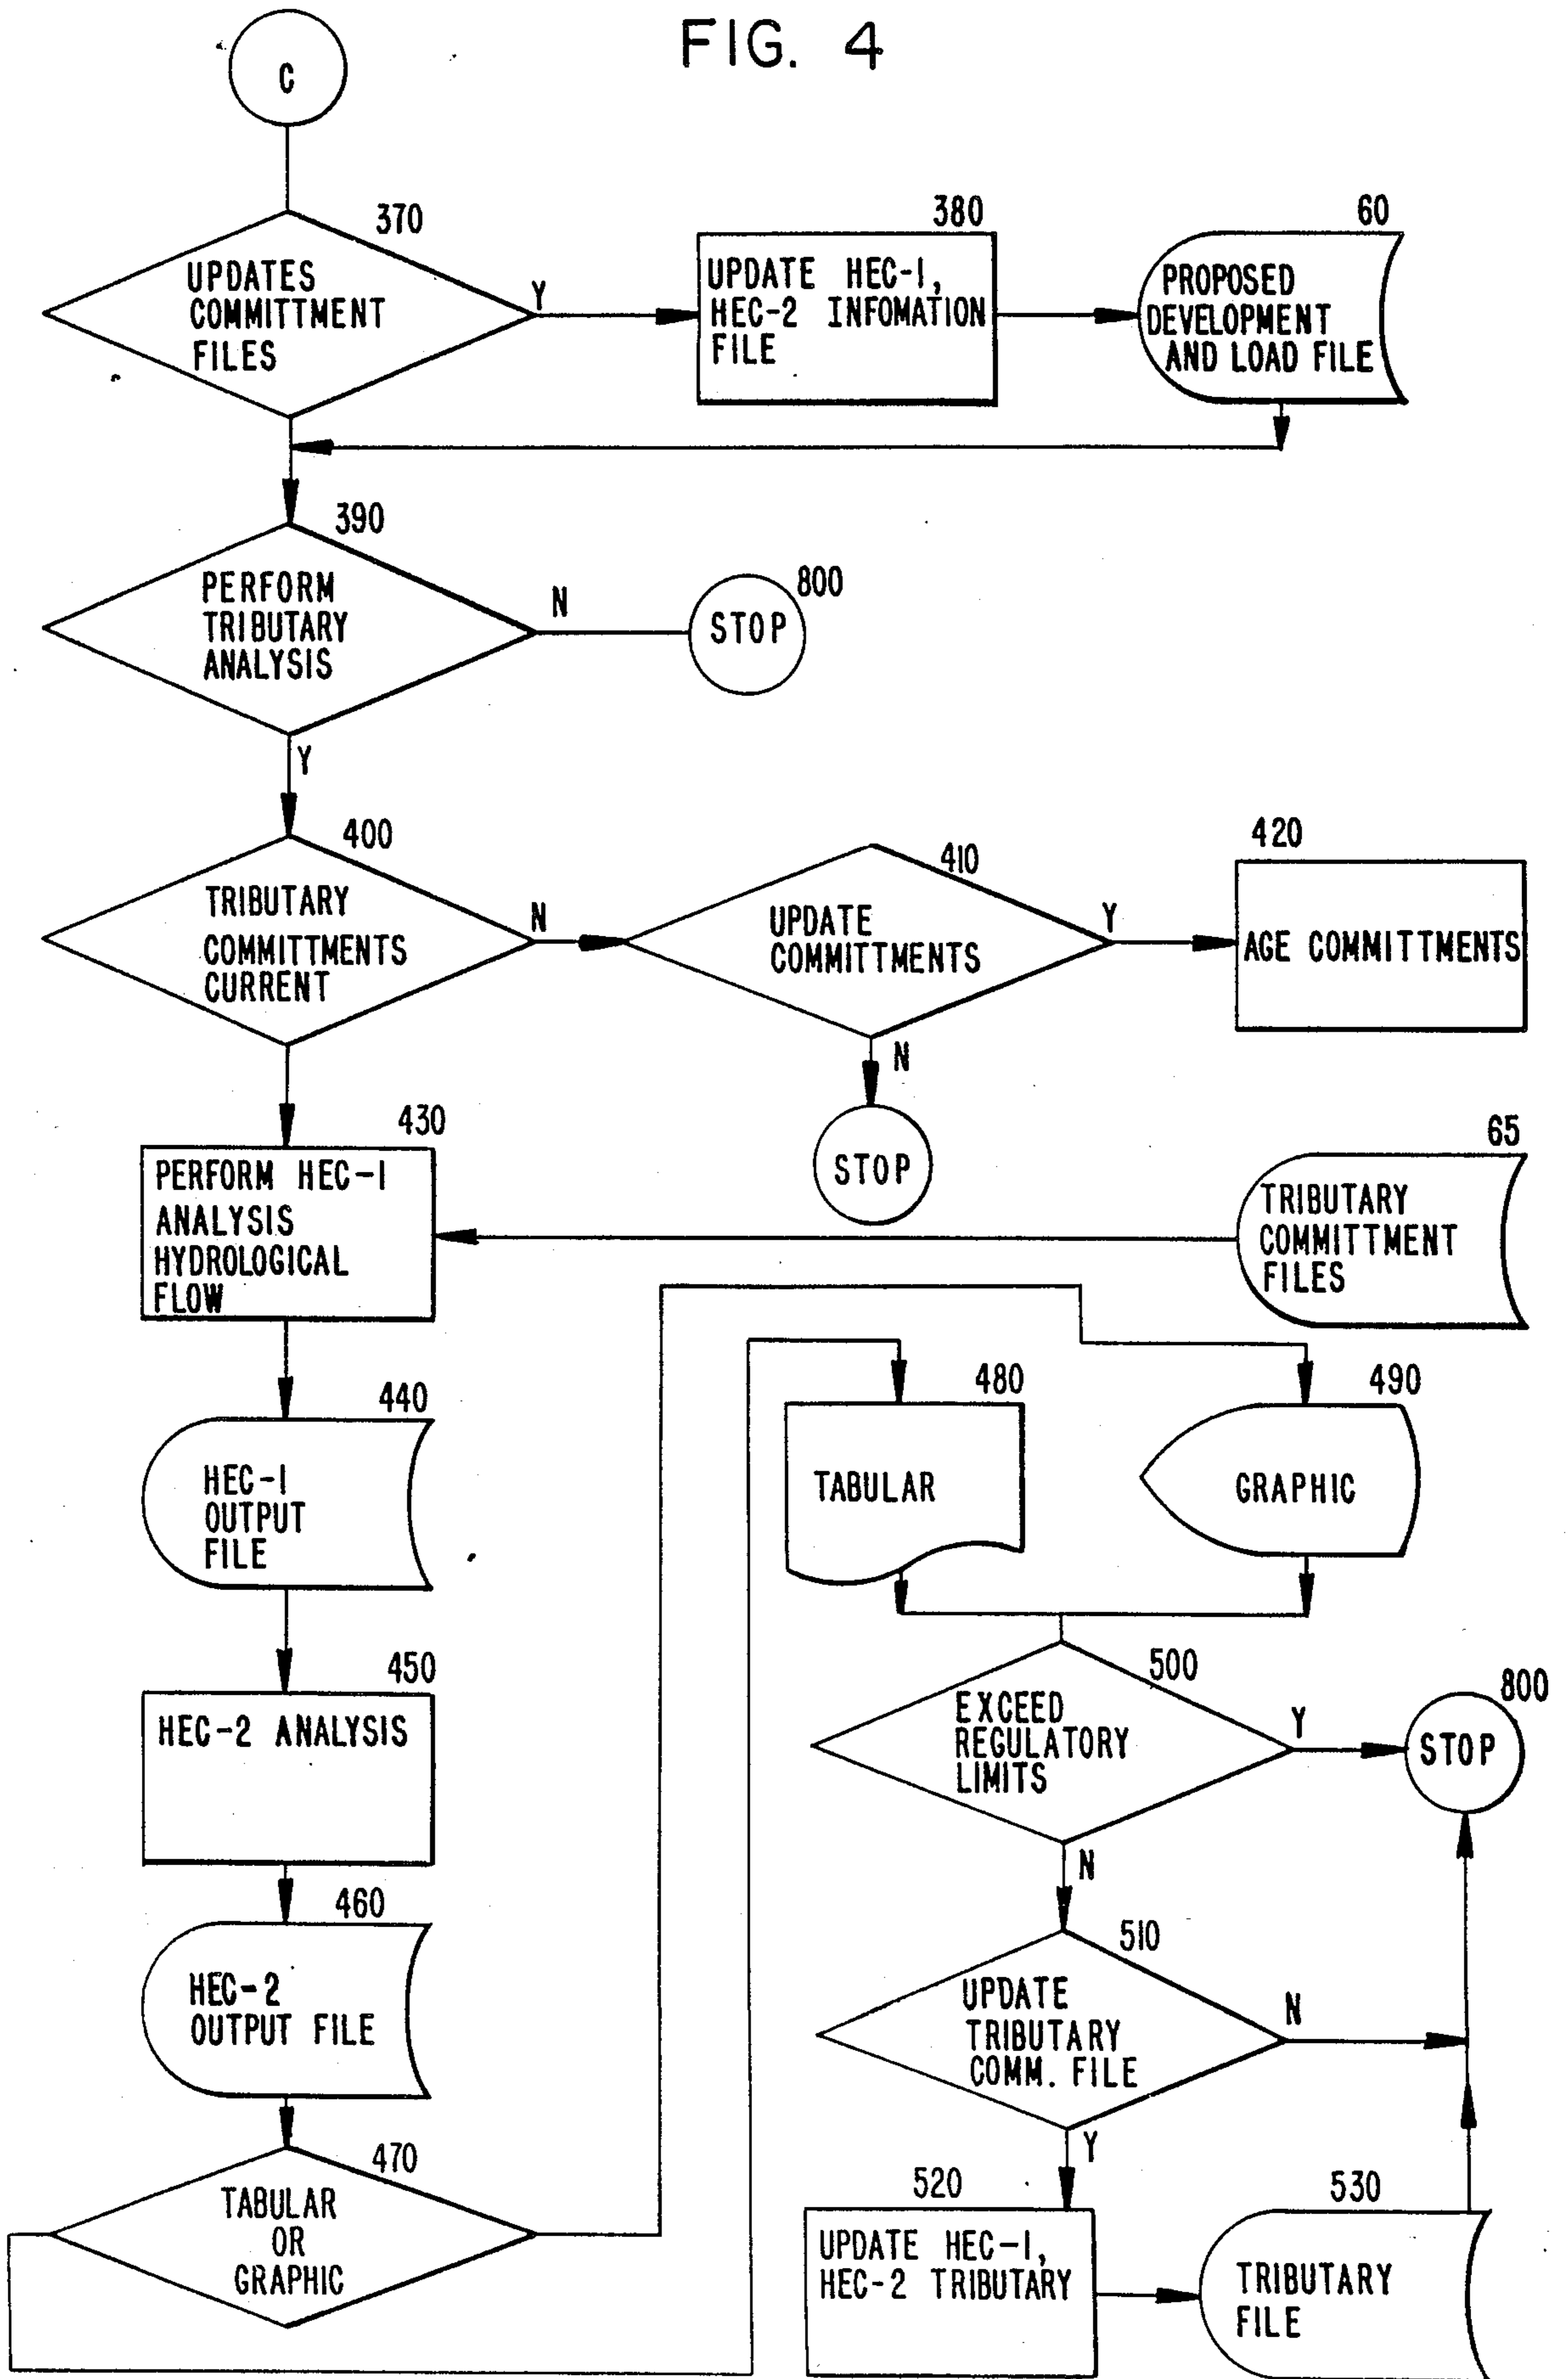 FIG. 4
C
370
UPDATES
COMMITTMENT
FILES
Y
380
UPDATE HEC-1,
HEC-2 INFOMATION
FILE
60
PROPOSED
DEVELOPMENT
AND LOAD FILE
390
PERFORM
TRIBUTARY
ANALYSIS
N
800
STOP
Y
400
TRIBUTARY
COMMITTMENTS
CURRENT
N
410
UPDATE
COMMITTMENTS
Y
420
AGE COMMITTMENTS
N
STOP
430
PERFORM HEC-1
ANALYSIS
HYDROLOGICAL
FLOW
65
TRIBUTARY
COMMITTMENT
FILES
440
HEC-1
OUTPUT
FILE
480
TABULAR
490
GRAPHIC
450
HEC-2 ANALYSIS
500
EXCEED
REGULATORY
LIMITS
Y
800
STOP
N
460
HEC-2
OUTPUT FILE
510
UPDATE
TRIBUTARY
COMM. FILE
N
Y
470
TABULAR
OR
GRAPHIC
520
UPDATE HEC-1,
HEC-2 TRIBUTARY
530
TRIBUTARY
FILE